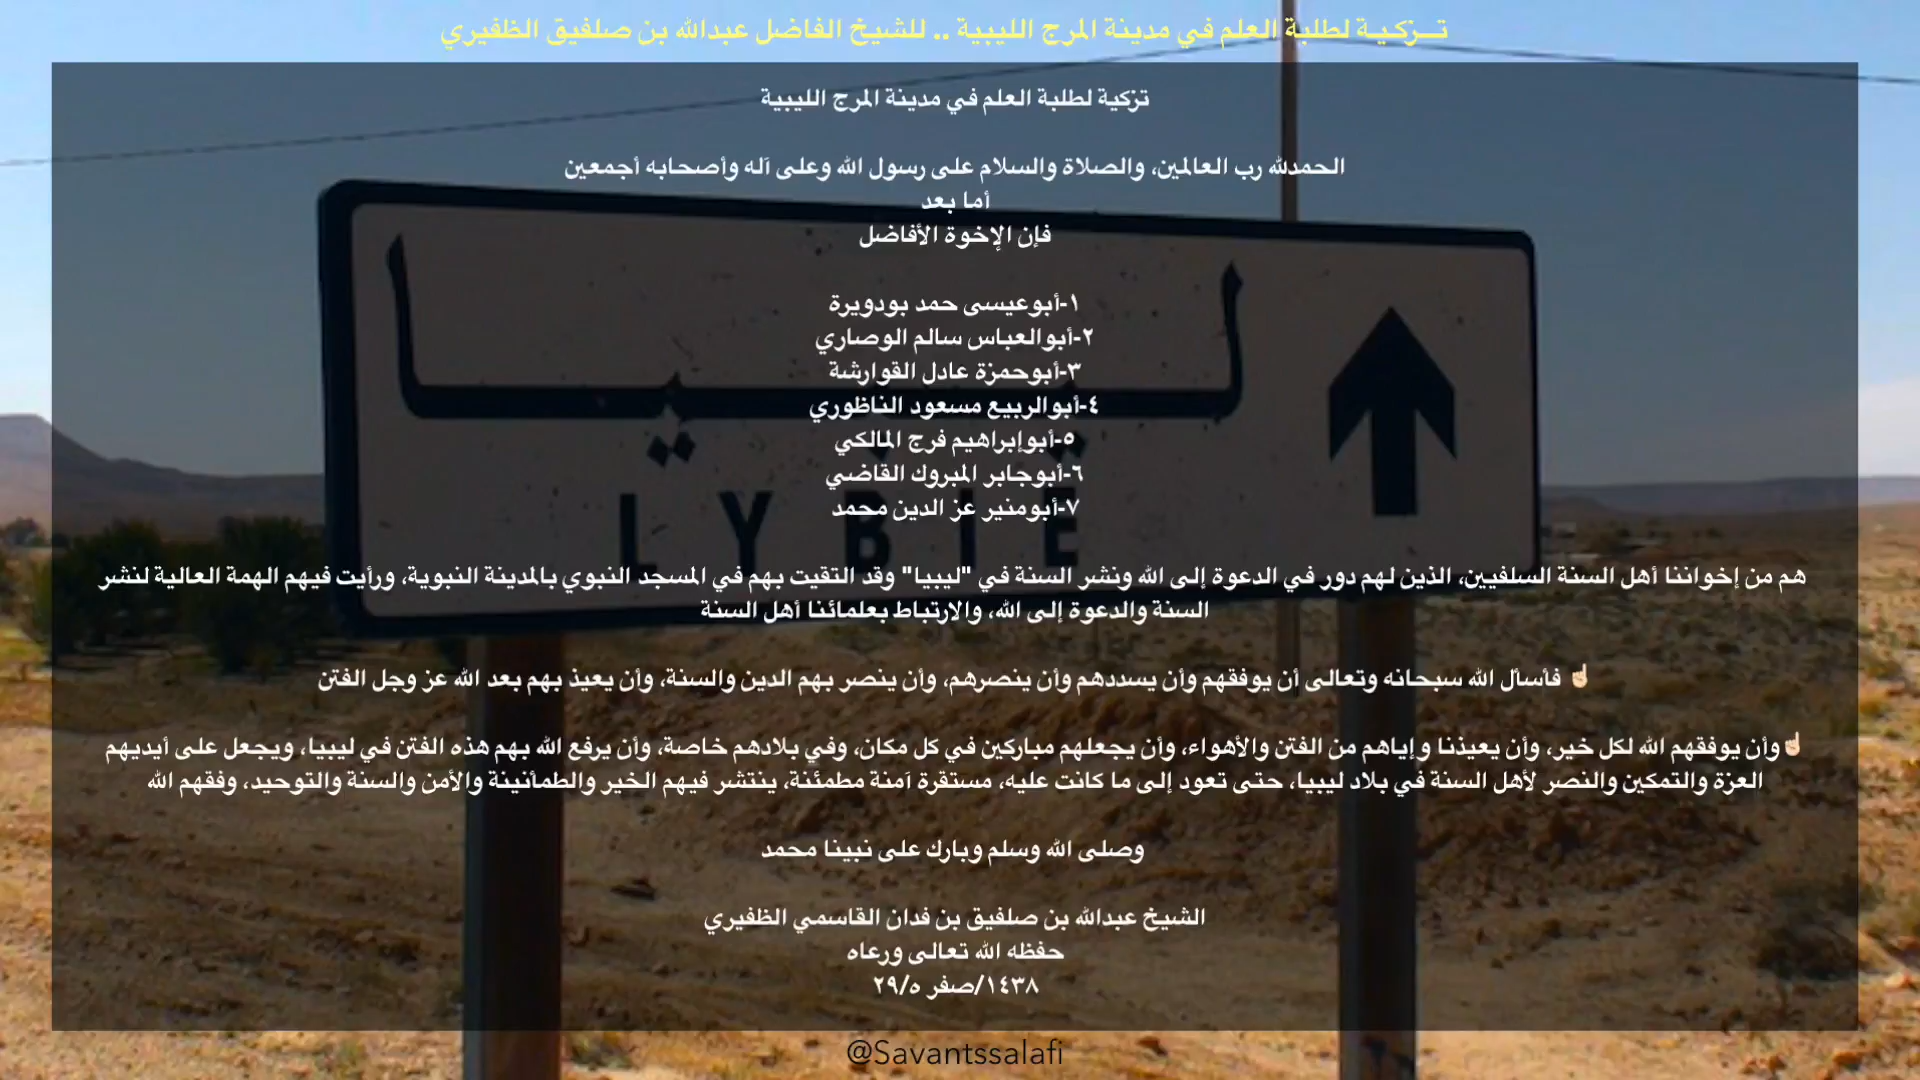 تــزكـيـة لطلبة العلم في مدينة المرج الليبية .. للشيخ الفاضل عبدالله بن صلفيق الظفيري
تزكية لطلبة العلم في مدينة المرج الليبية
الحمدلله رب العالمين، والصلاة والسلام على رسول الله وعلى آله وأصحابه أجمعين
أما بعد
فإن الإخوة الأفاضل
١-أبوعيسى حمد بودويرة
٢-أبوالعباس سالم الوصاري
٣-أبوحمزة عادل القوارشة
٤-أبوالربيع مسعود الناظوري
٥-أبوإبراهيم فرج المالكي
٦-أبوجابر المبروك القاضي
٧-أبومنير عز الدين محمد
هم من إخواننا أهل السنة السلفيين، الذين لهم دور في الدعوة إلى الله ونشر السنة في "ليبيا" وقد التقيت بهم في المسجد النبوي بالمدينة النبوية، ورأيت فيهم الهمة العالية لنشر
السنة والدعوة إلى الله، والارتباط بعلمائنا أهل السنة
☝🏻 فأسأل الله سبحانه وتعالى أن يوفقهم وأن يسددهم وأن ينصرهم، وأن ينصر بهم الدين والسنة، وأن يعيذ بهم بعد الله عز وجل الفتن
☝🏻وأن يوفقهم الله لكل خير، وأن يعيذنا وإياهم من الفتن والأهواء، وأن يجعلهم مباركين في كل مكان، وفي بلادهم خاصة، وأن يرفع الله بهم هذه الفتن في ليبيا، ويجعل على أيديهم
العزة والتمكين والنصر لأهل السنة في بلاد ليبيا، حتى تعود إلى ما كانت عليه، مستقرة آمنة مطمئنة، ينتشر فيهم الخير والطمأنينة والأمن والسنة والتوحيد، وفقهم الله
وصلى الله وسلم وبارك على نبينا محمد
الشيخ عبدالله بن صلفيق بن فدان القاسمي الظفيري
حفظه الله تعالى ورعاه
٢٩/صفر/١٤٣٨ه
ليبيا
LYBIE
@Savantssalafi